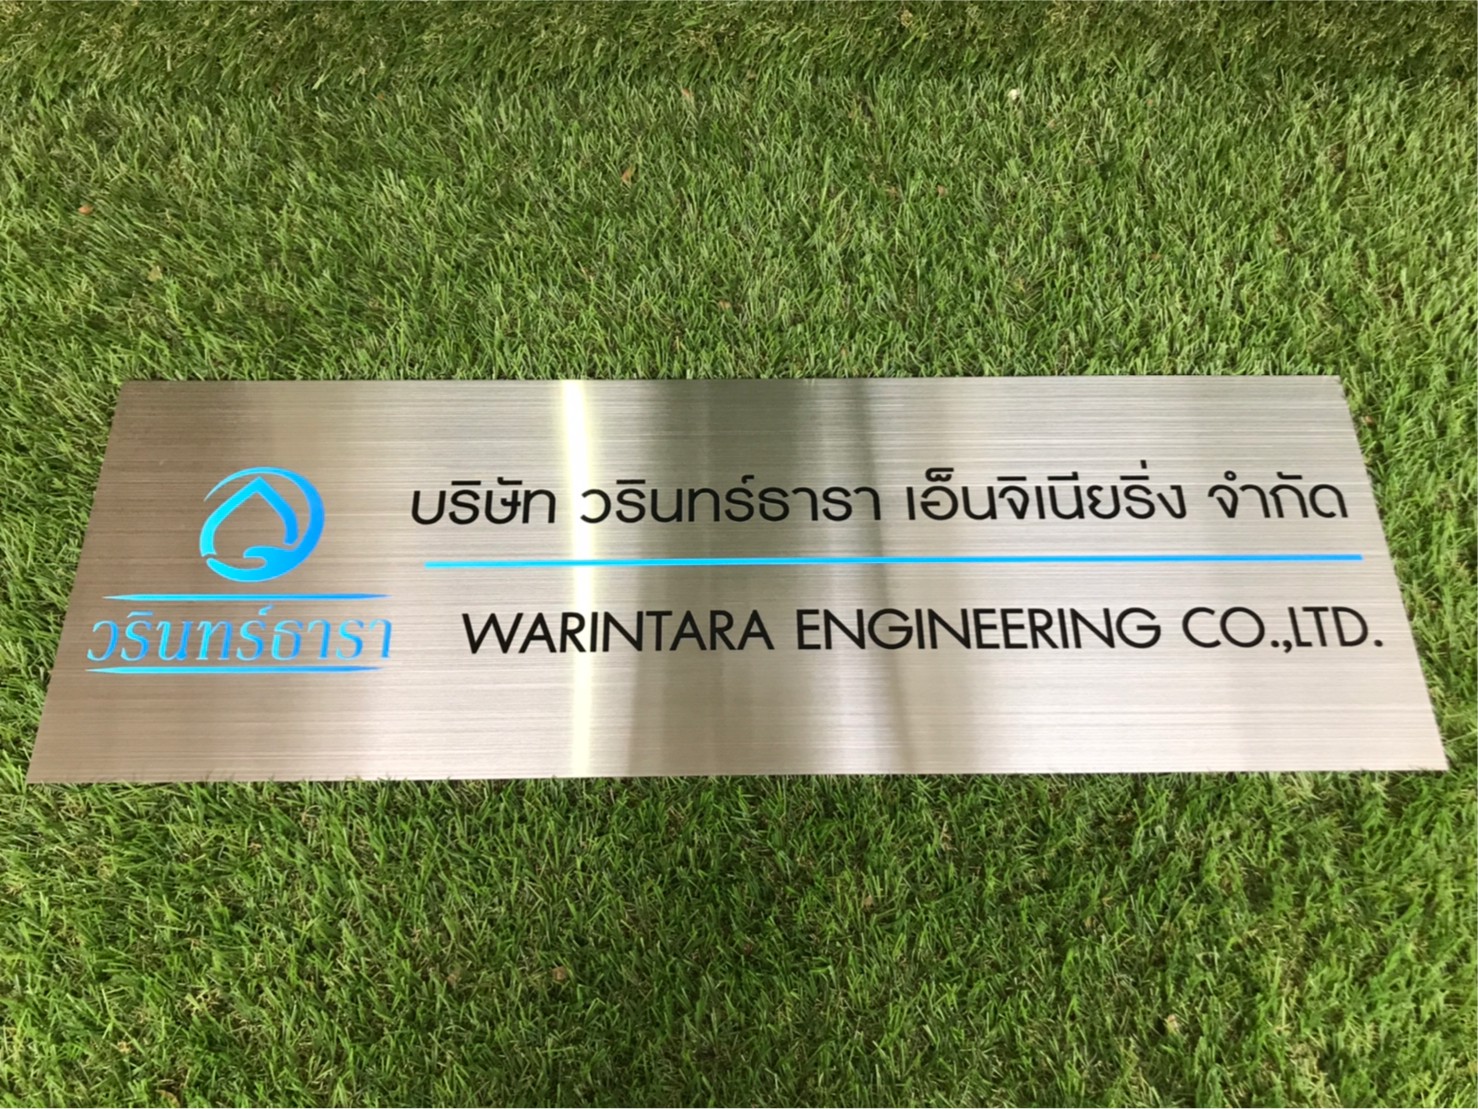 วรินทร์ธารา
บริษัท วรินทร์ธารา เอ็นจิเนียริ่ง จำกัด
WARINTARA ENGINEERING CO.,LTD.